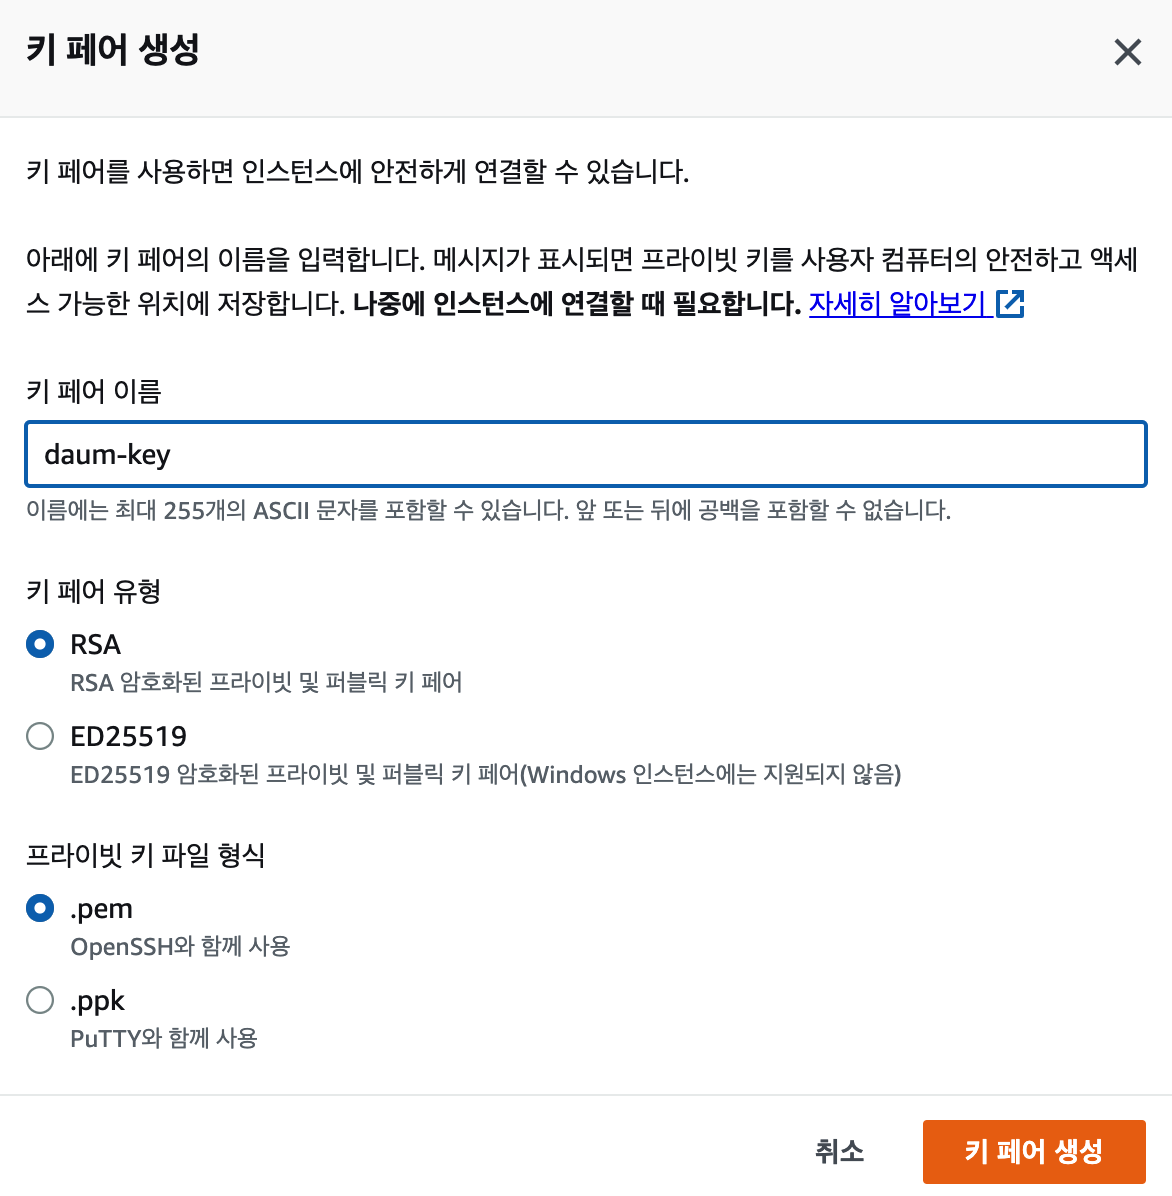 키 페어 생성
키 페어를 사용하면 인스턴스에 안전하게 연결할 수 있습니다.
아래에 키 페어의 이름을 입력합니다. 메시지가 표시되면 프라이빗 키를 사용자 컴퓨터의 안전하고 액세
스 가능한 위치에 저장합니다. 나중에 인스턴스에 연결할 때 필요합니다. 자세히 알아보기
키 페어 이름
daum-key
이름에는 최대 255개의 ASCII 문자를 포함할 수 있습니다. 앞 또는 뒤에 공백을 포함할 수 없습니다.
키 페어 유형
RSA
RSA 암호화된 프라이빗 및 퍼블릭 키 페어
ED25519
ED25519 암호화된 프라이빗 및 퍼블릭 키 페어(Windows 인스턴스에는 지원되지 않음)
프라이빗 키 파일 형식
.pem
OpenSSH와 함께 사용
.ppk
PuTTY와 함께 사용
취소
키 페어 생성